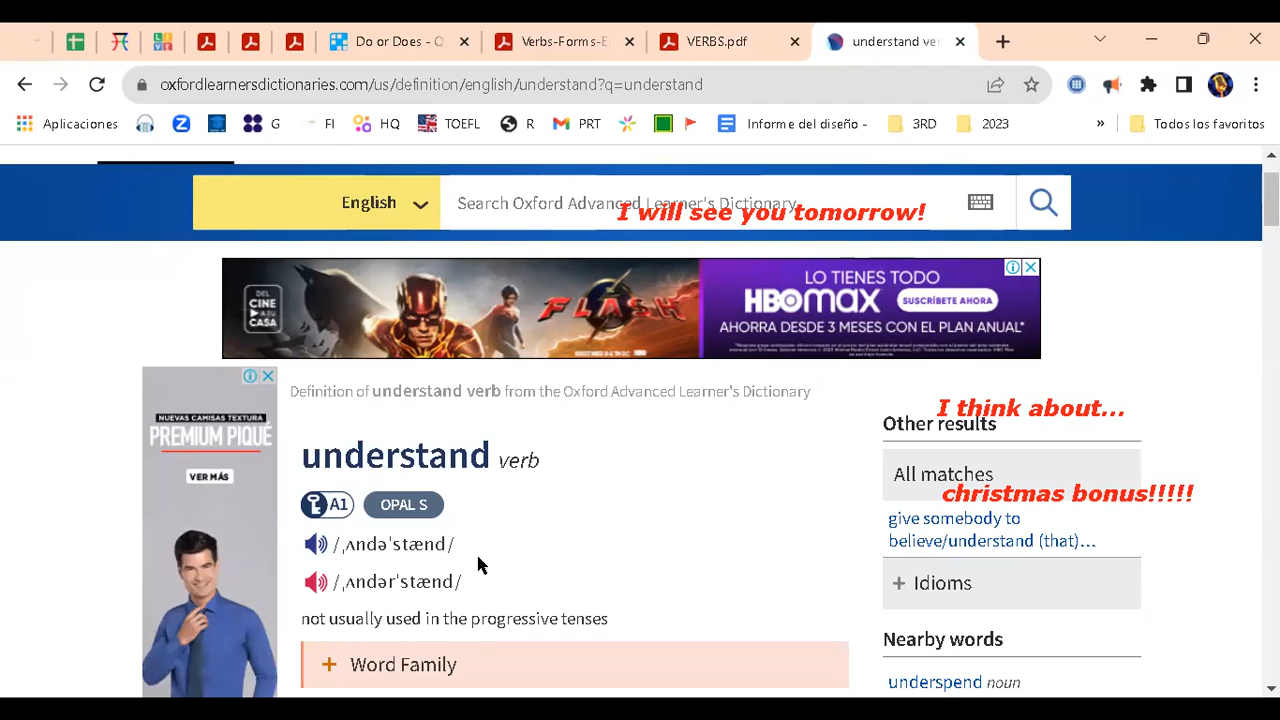 Do or Does - Q
Verbs-Forms-E
VERBS.pdf
understand ver
oxfordlearnersdictionaries.com/us/definition/english/understand?q=understand
Aplicaciones
G
FI
HQ
TOEFL
R
PRT
Informe del diseño -
3RD
2023
»
Todos los favoritos
English
Search Oxford Advanced Learner's Dictionary
I will see you tomorrow!
DEL
CINE
A SU
CASA
FLASH
LO TIENES TODO
HBOmax
SUSCRÍBETE AHORA
AHORRA DESDE 3 MESES CON EL PLAN ANUAL*
NUEVAS CAMISAS TEXTURA
PREMIUM PIQUÉ
VER MÁS
Definition of understand verb from the Oxford Advanced Learner's Dictionary
understand verb
A1 OPAL S
/ˌʌndəˈstænd/
/ˌʌndərˈstænd/
not usually used in the progressive tenses
+ Word Family
I think about...
Other results
All matches
christmas bonus!!!!!
give somebody to
believe/understand (that)...
+ Idioms
Nearby words
underspend noun